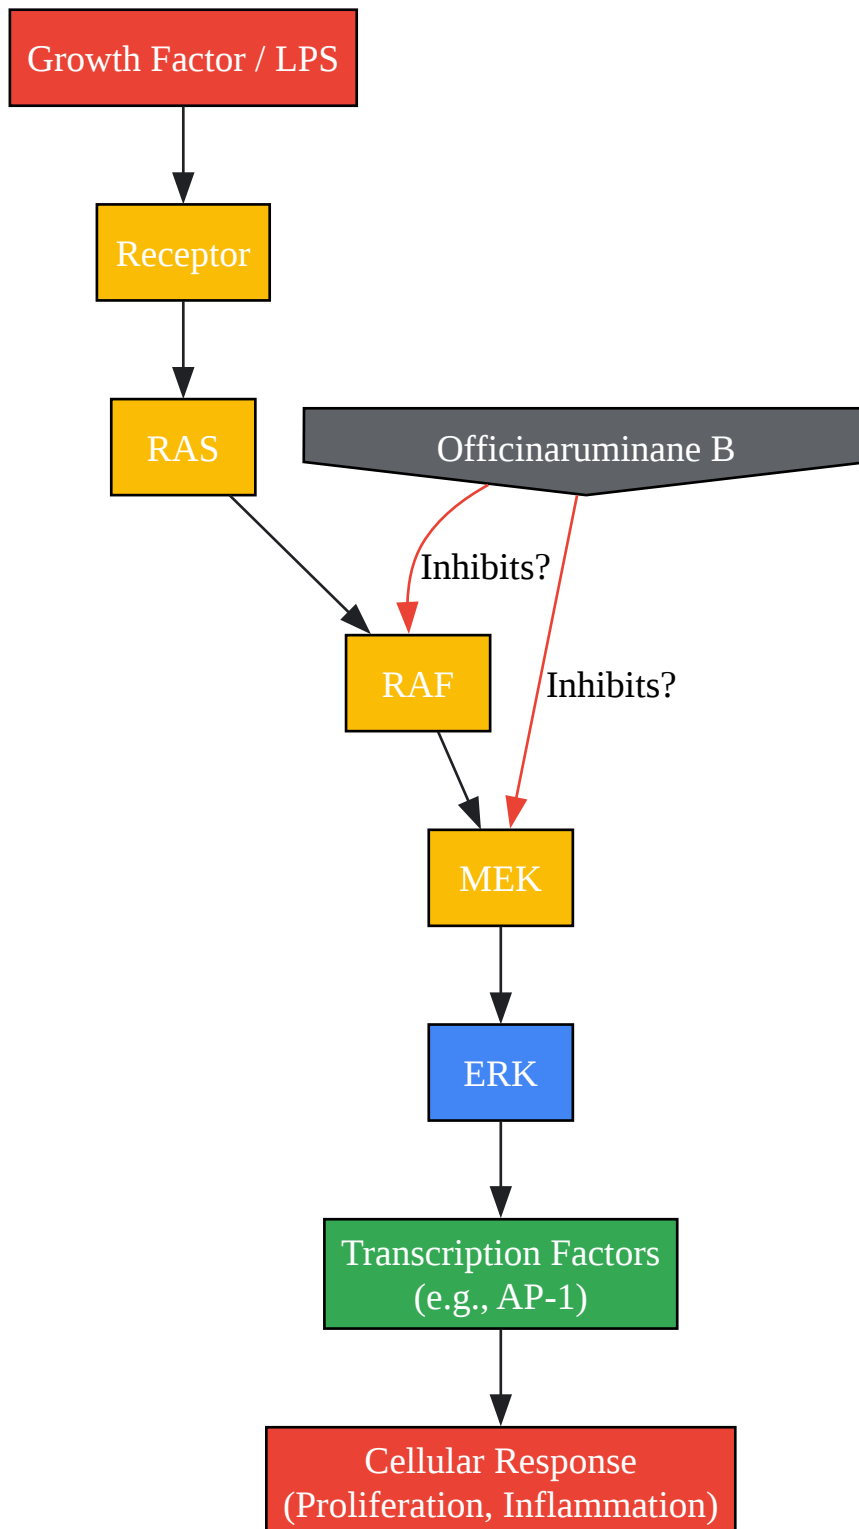 Growth Factor / LPS
Receptor
RAS
Officinaruminane B
Inhibits?
RAF
Inhibits?
MEK
ERK
Transcription Factors
(e.g., AP-1)
Cellular Response
(Proliferation, Inflammation)